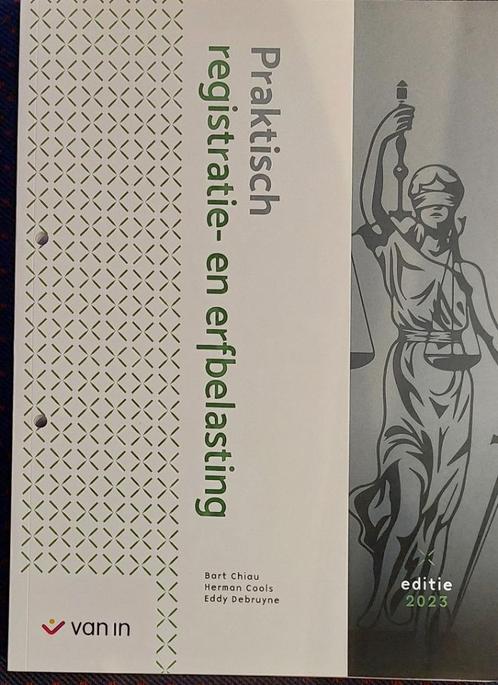 Praktisch
registratie- en erfbelasting
Bart Chiau
Herman Cools
Eddy Debruyne
editie
2023
van in